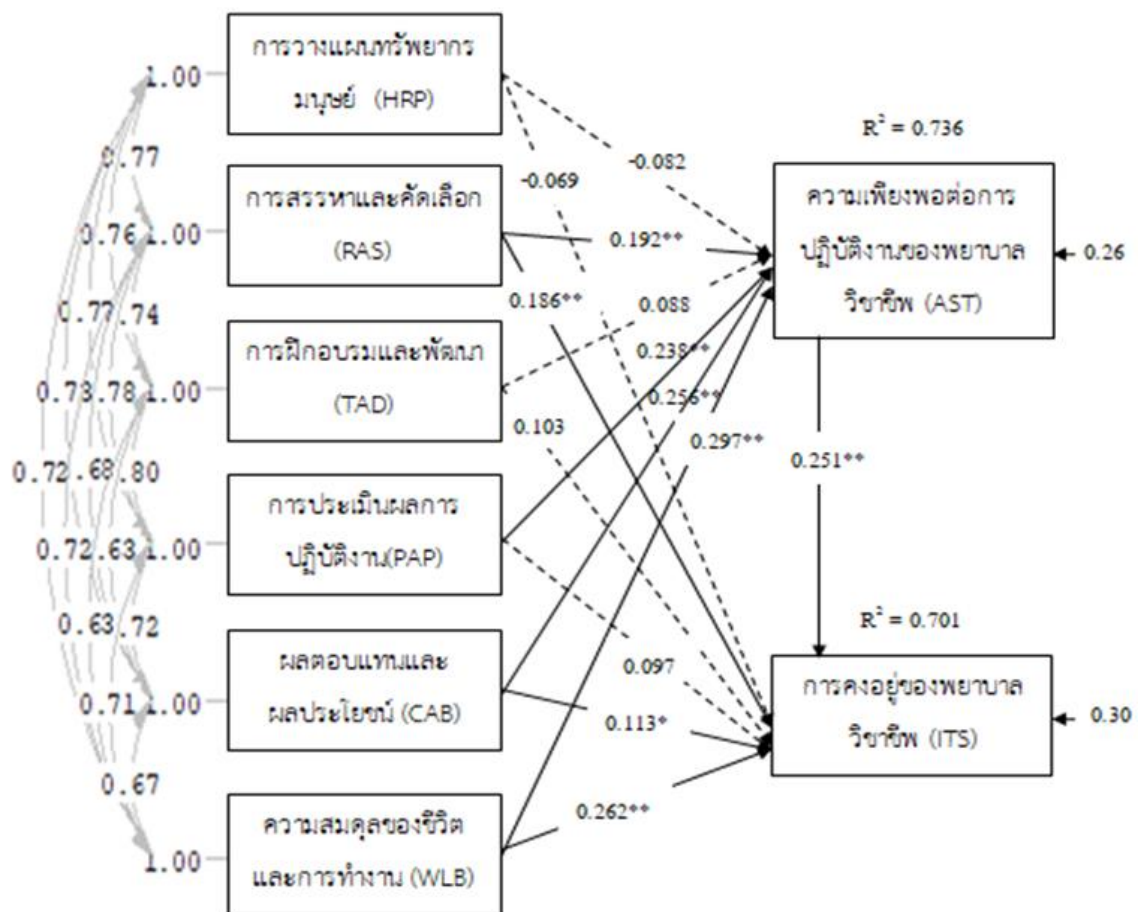 การวางแผนทรัพยากร
มนุษย์ (HRP)
การสรรหาและคัดเลือก
(RAS)
การฝึกอบรมและพัฒนา
(TAD)
การประเมินผลการ
ปฏิบัติงาน(PAP)
ผลตอบแทนและ
ผลประโยชน์ (CAB)
ความสมดุลของชีวิต
และการทำงาน (WLB)
1.00
1.00
1.00
1.00
1.00
1.00
0.77
0.76
0.77
.74
0.73
.78
0.72
.68
.80
0.72
.63
0.63
.72
0.71
0.67
-0.082
-0.069
0.192**
0.186**
0.088
0.238**
0.256**
0.103
0.297**
0.097
0.113*
0.262**
R² = 0.736
ความเพียงพอต่อการ
ปฏิบัติงานของพยาบาล
วิชาชีพ (AST)
0.26
0.251**
R² = 0.701
การคงอยู่ของพยาบาล
วิชาชีพ (ITS)
0.30